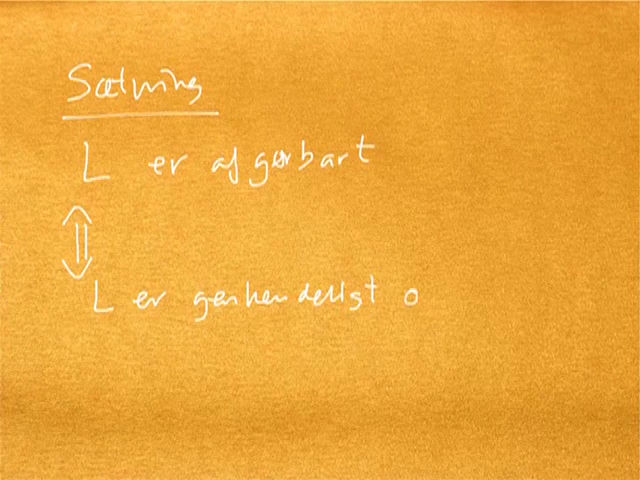 Sætning
L er afgørbart
⇕
L er genkendeligt o